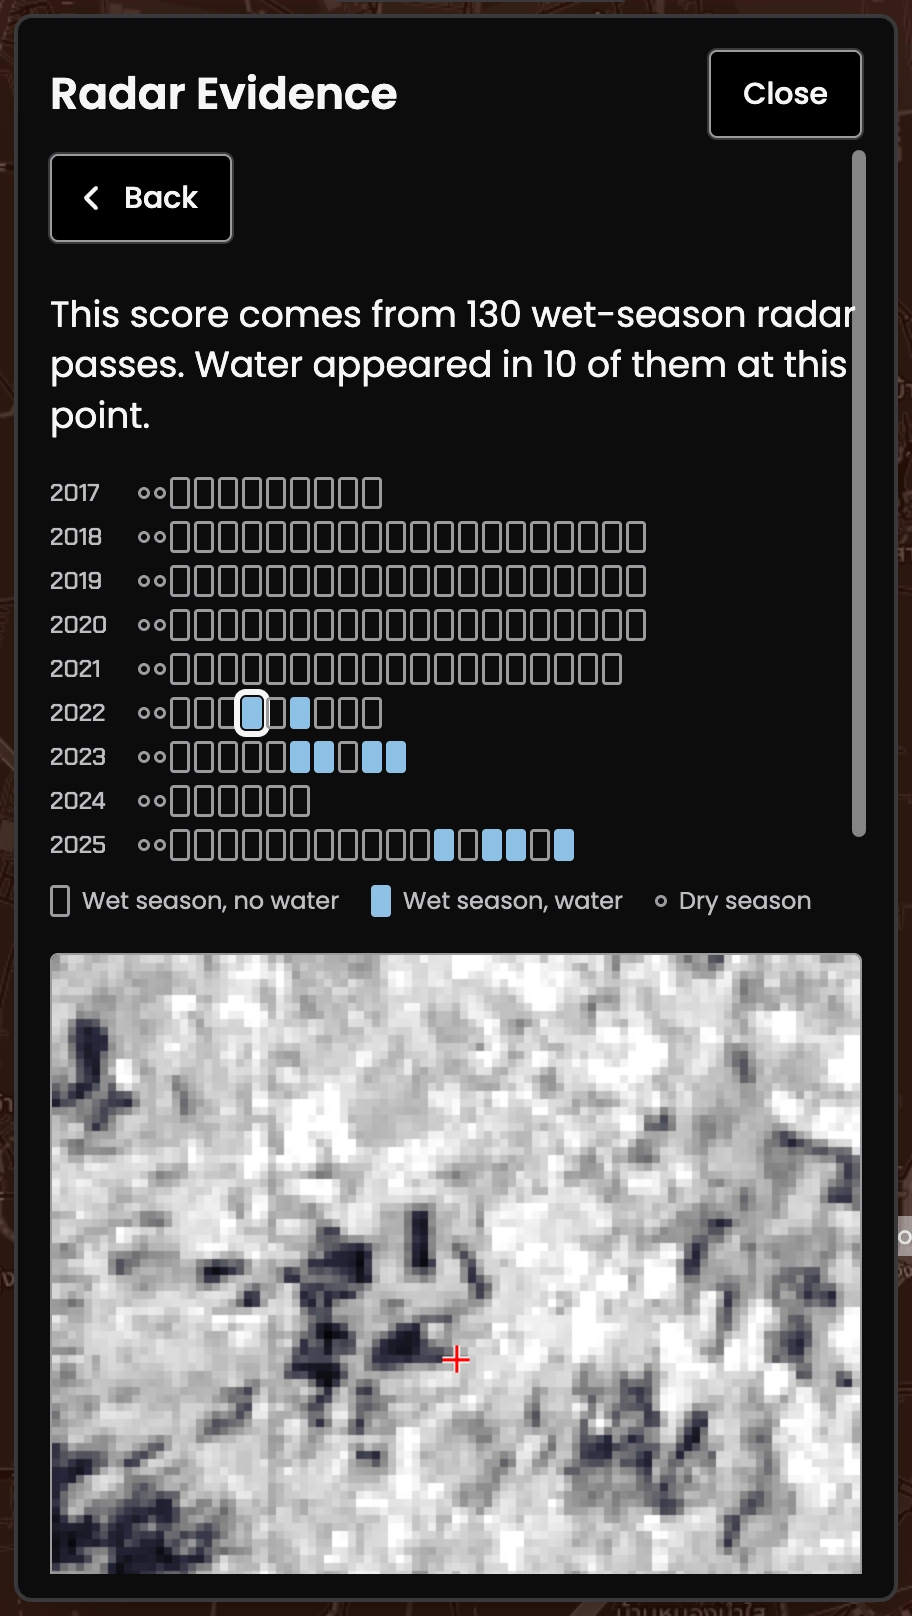 Radar Evidence
Close
Back
This score comes from 130 wet-season radar
passes. Water appeared in 10 of them at this
point.
2017
2018
2019
2020
2021
2022
2023
2024
2025
Wet season, no water
Wet season, water
Dry season